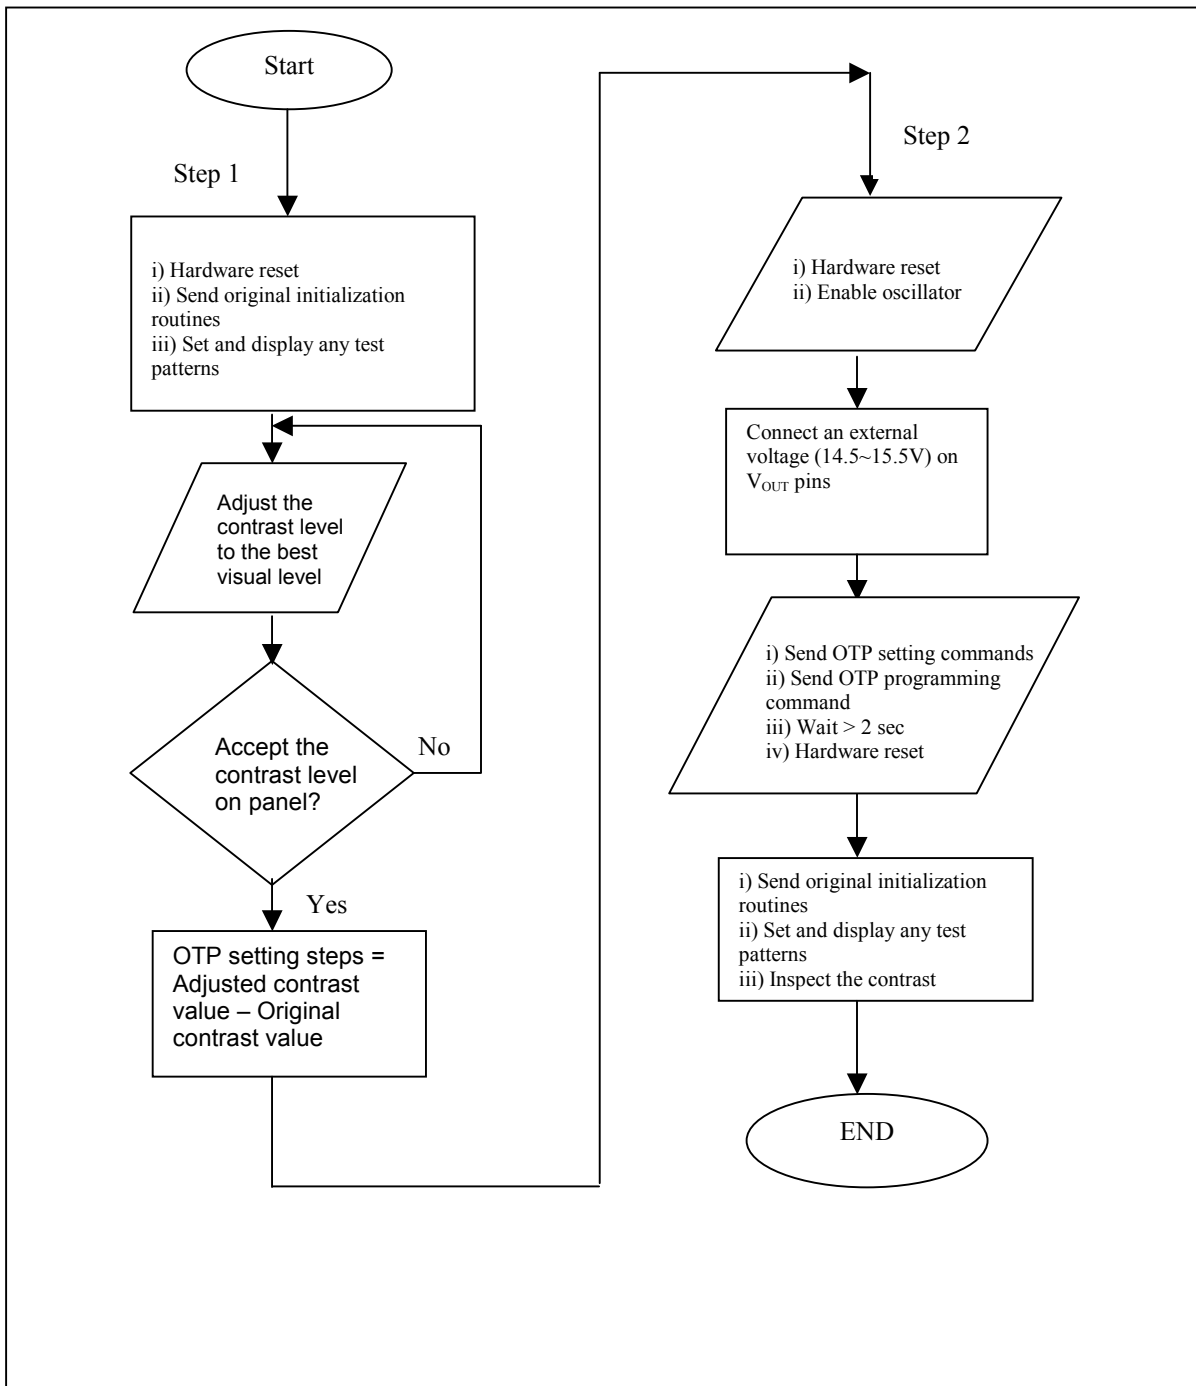 Start
Step 1
i) Hardware reset
ii) Send original initialization
routines
iii) Set and display any test
patterns
Adjust the
contrast level
to the best
visual level
Accept the
contrast level
on panel?
No
Yes
OTP setting steps =
Adjusted contrast
value – Original
contrast value
Step 2
i) Hardware reset
ii) Enable oscillator
Connect an external
voltage (14.5~15.5V) on
VOUT pins
i) Send OTP setting commands
ii) Send OTP programming
command
iii) Wait > 2 sec
iv) Hardware reset
i) Send original initialization
routines
ii) Set and display any test
patterns
iii) Inspect the contrast
END